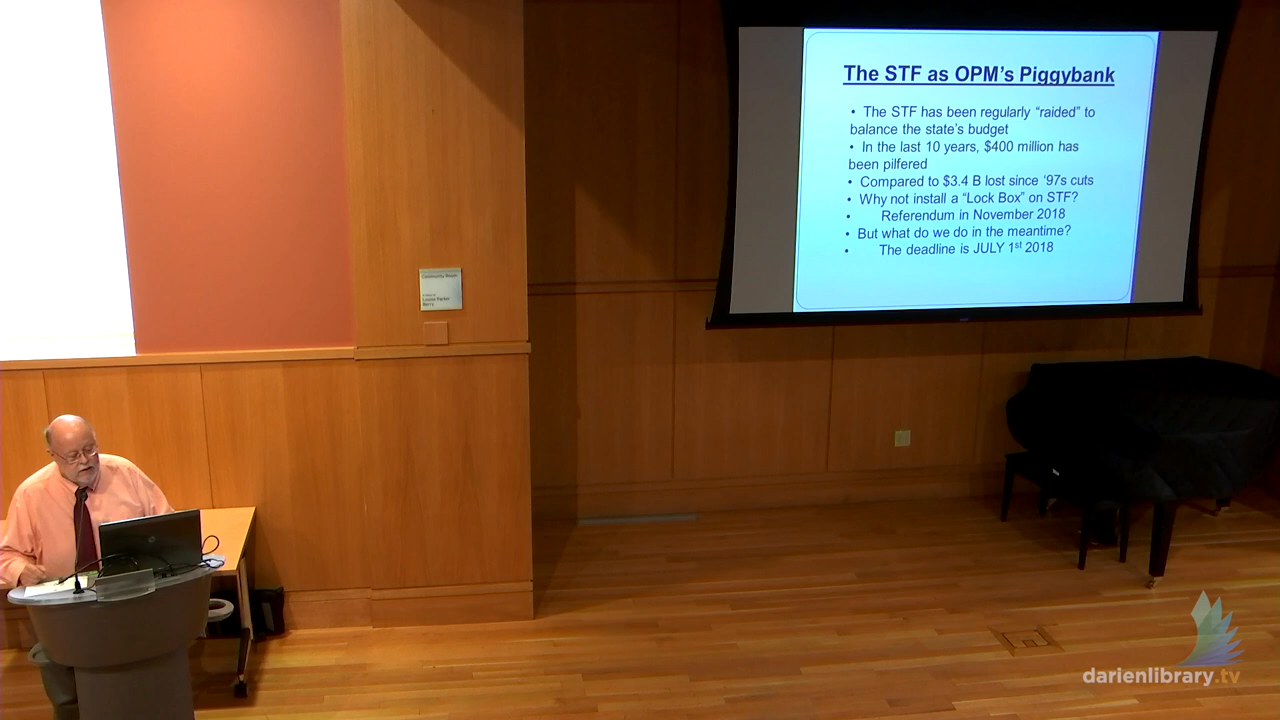 The STF as OPM's Piggybank
• The STF has been regularly “raided” to
balance the state's budget
• In the last 10 years, $400 million has
been pilfered
• Compared to $3.4 B lost since ‘97s cuts
• Why not install a “Lock Box” on STF?
• Referendum in November 2018
• But what do we do in the meantime?
• The deadline is JULY 1st 2018
Community Room
Louise Parker
Berry
darienlibrary.tv